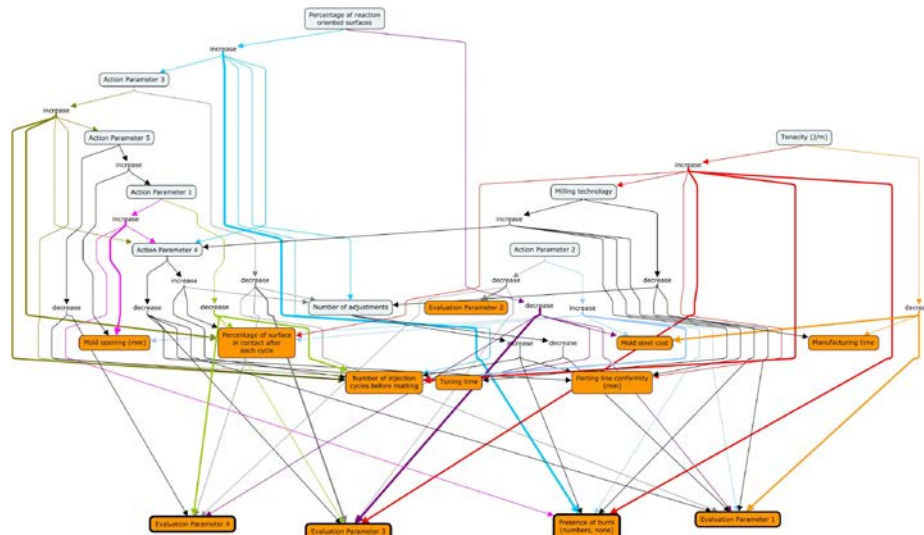 Percentage of reaction
oriented surfaces
increase
Action Parameter 3
increase
Action Parameter 5
Tenacity (J/m)
increase
increase
Action Parameter 1
Milling technology
increase
increase
Action Parameter 4
Action Parameter 2
decrease
increase
decrease
decrease
decrease
decrease
decrease
decrease
Number of adjustments
Evaluation Parameter 2
decrease
increase
Mold opening (mm)
Percentage of surface
in contact after
each cycle
increase
decrease
Mold steel cost
Manufacturing time
Number of injection
cycles before matting
Tuning time
Parting line conformity
(mm)
Evaluation Parameter 4
Evaluation Parameter 3
Presence of burrs
(numbers, none)
Evaluation Parameter 1